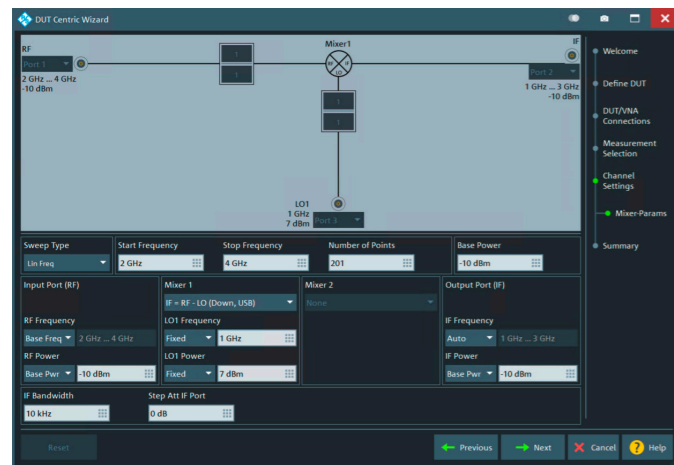 DUT Centric Wizard
RF
Port 1
2 GHz ... 4 GHz
-10 dBm
1
1
Mixer1
RF IF
LO
IF
Port 2
1 GHz ... 3 GHz
-10 dBm
1
1
LO1
1 GHz
7 dBm
Port 3
Welcome
Define DUT
DUT/VNA
Connections
Measurement
Selection
Channel
Settings
Mixer-Params
Summary
Sweep Type Start Frequency Stop Frequency Number of Points Base Power
Lin Freq 2 GHz 4 GHz 201 -10 dBm
Input Port (RF) Mixer 1 Mixer 2 Output Port (IF)
IF = RF - LO (Down, USB) None
RF Frequency LO1 Frequency IF Frequency
Base Freq 2 GHz ... 4 GHz Fixed 1 GHz Auto 1 GHz ... 3 GHz
RF Power LO1 Power IF Power
Base Pwr -10 dBm Fixed 7 dBm Base Pwr -10 dBm
IF Bandwidth Step Att IF Port
10 kHz 0 dB
Reset Previous Next Cancel ? Help